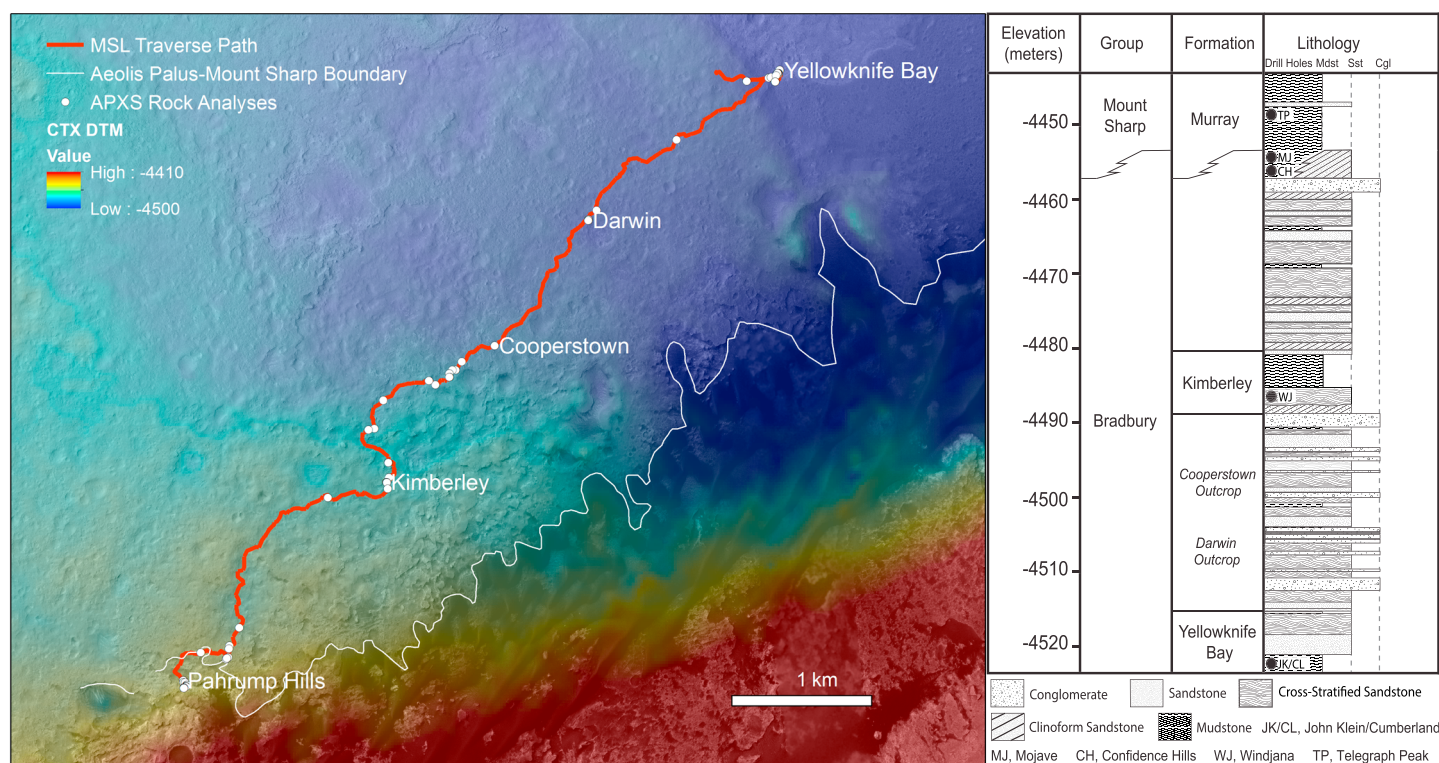 MSL Traverse Path
Aeolis Palus-Mount Sharp Boundary
APXS Rock Analyses
CTX DTM
Value
High : -4410
Low : -4500
Yellowknife Bay
Darwin
Cooperstown
Kimberley
Pahrump Hills
1 km
Elevation
(meters)
Group
Formation
Lithology
Drill Holes Mdst Sst Cgl
-4450
-4460
-4470
-4480
-4490
-4500
-4510
-4520
Mount
Sharp
Bradbury
Murray
Kimberley
Cooperstown
Outcrop
Darwin
Outcrop
Yellowknife
Bay
TP
MJ
CH
WJ
JK/CL
Conglomerate
Sandstone
Cross-Stratified Sandstone
Clinoform Sandstone
Mudstone
JK/CL, John Klein/Cumberland
MJ, Mojave
CH, Confidence Hills
WJ, Windjana
TP, Telegraph Peak